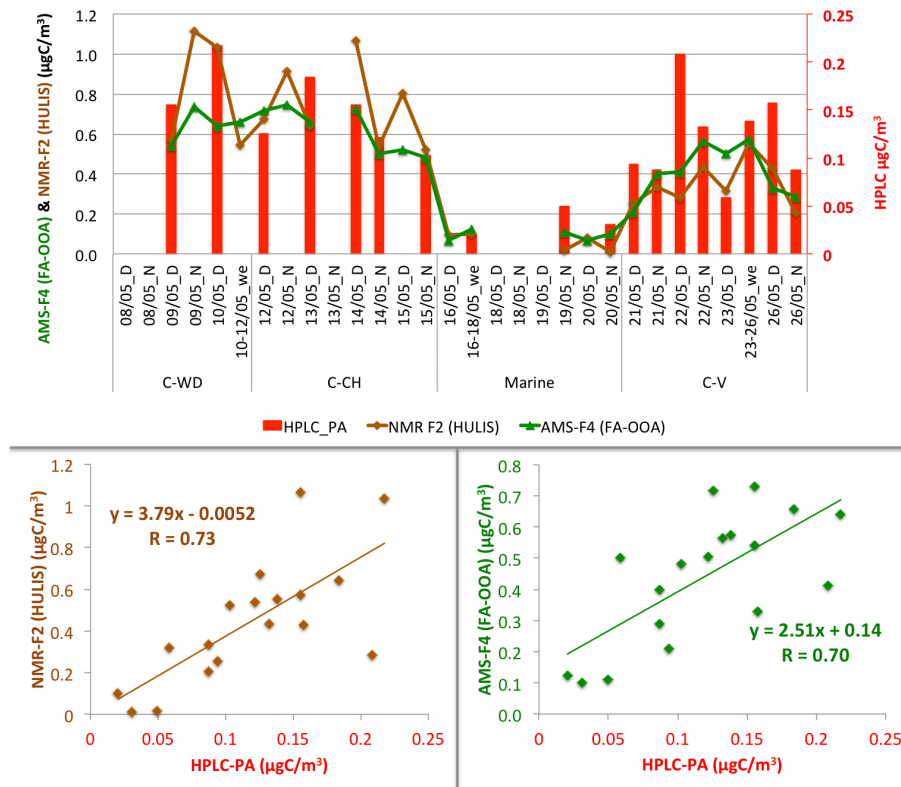 AMS-F4 (FA-OOA) & NMR-F2 (HULIS) (µgC/m³)
1.2
1.0
0.8
0.6
0.4
0.2
0.0
0.25
0.2
0.15
0.1
0.05
0
HPLC µgC/m³
08/05_D
08/05_N
09/05_D
09/05_N
10/05_D
10-12/05_we
12/05_D
12/05_N
13/05_D
13/05_N
14/05_D
14/05_N
15/05_D
15/05_N
16/05_D
16-18/05_we
18/05_D
18/05_N
19/05_D
19/05_N
20/05_D
20/05_N
21/05_D
21/05_N
22/05_D
22/05_N
23/05_D
23-26/05_we
26/05_D
26/05_N
C-WD C-CH Marine C-V
HPLC_PA NMR F2 (HULIS) AMS-F4 (FA-OOA)
NMR-F2 (HULIS) (µgC/m³)
1.2
1
0.8
0.6
0.4
0.2
0
y = 3.79x - 0.0052
R = 0.73
0 0.05 0.1 0.15 0.2 0.25
HPLC-PA (µgC/m³)
AMS-F4 (FA-OOA) (µgC/m³)
0.8
0.7
0.6
0.5
0.4
0.3
0.2
0.1
0.0
y = 2.51x + 0.14
R = 0.70
0 0.05 0.1 0.15 0.2 0.25
HPLC-PA (µgC/m³)